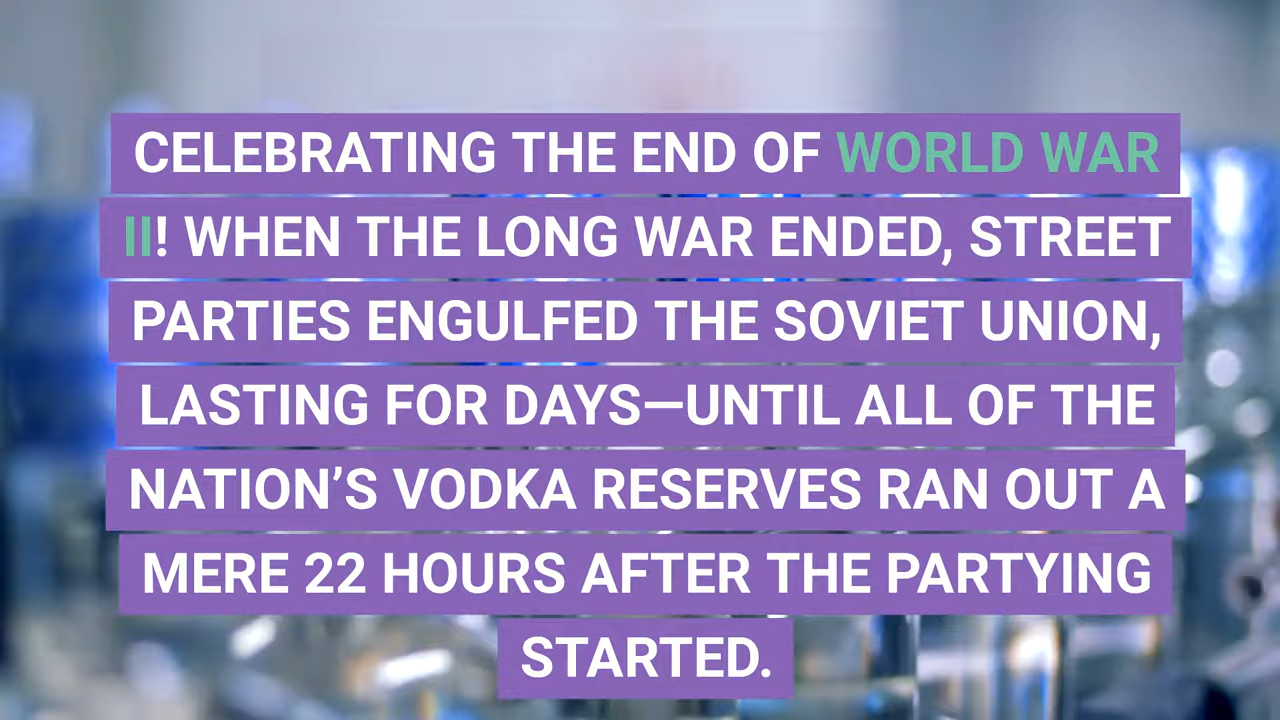 CELEBRATING THE END OF WORLD WAR
II! WHEN THE LONG WAR ENDED, STREET
PARTIES ENGULFED THE SOVIET UNION,
LASTING FOR DAYS—UNTIL ALL OF THE
NATION’S VODKA RESERVES RAN OUT A
MERE 22 HOURS AFTER THE PARTYING
STARTED.